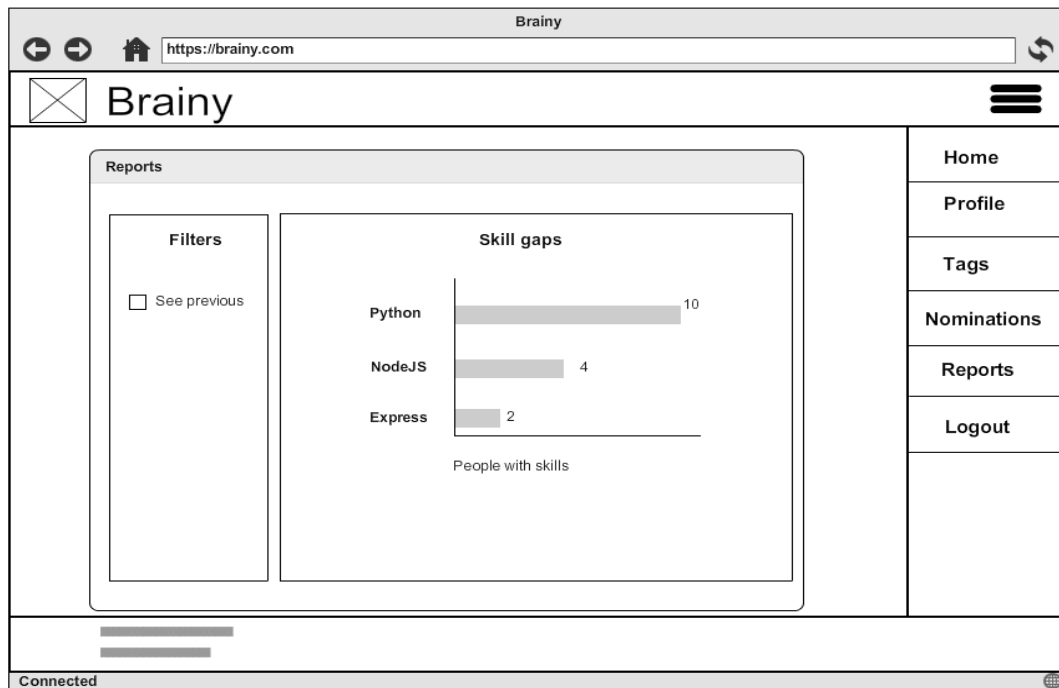 Brainy
https://brainy.com
Brainy
Reports
Filters
See previous
Skill gaps
Python
10
NodeJS
4
Express
2
People with skills
Home
Profile
Tags
Nominations
Reports
Logout
Connected